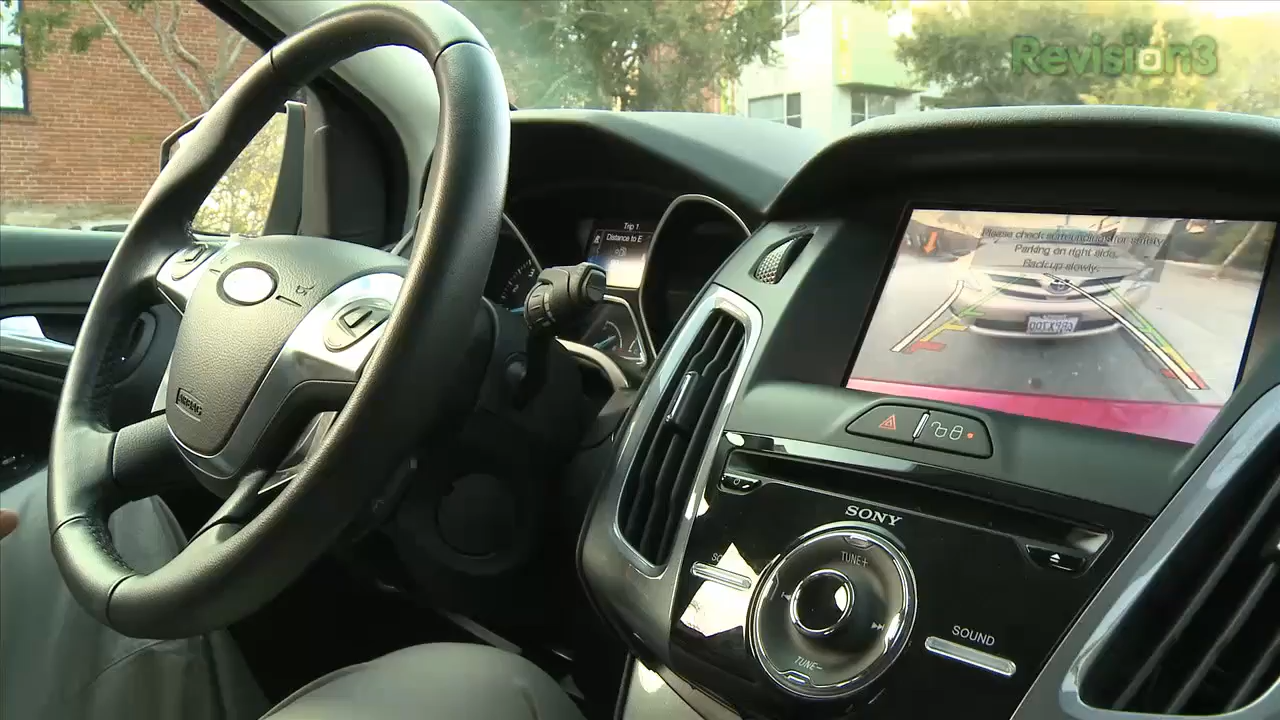 Revision3
Trip 1
Distance to E
Please check surroundings for safety.
Parking on right side.
Back up slowly.
AIRBAG
SONY
TUNE+
TUNE-
SOUND